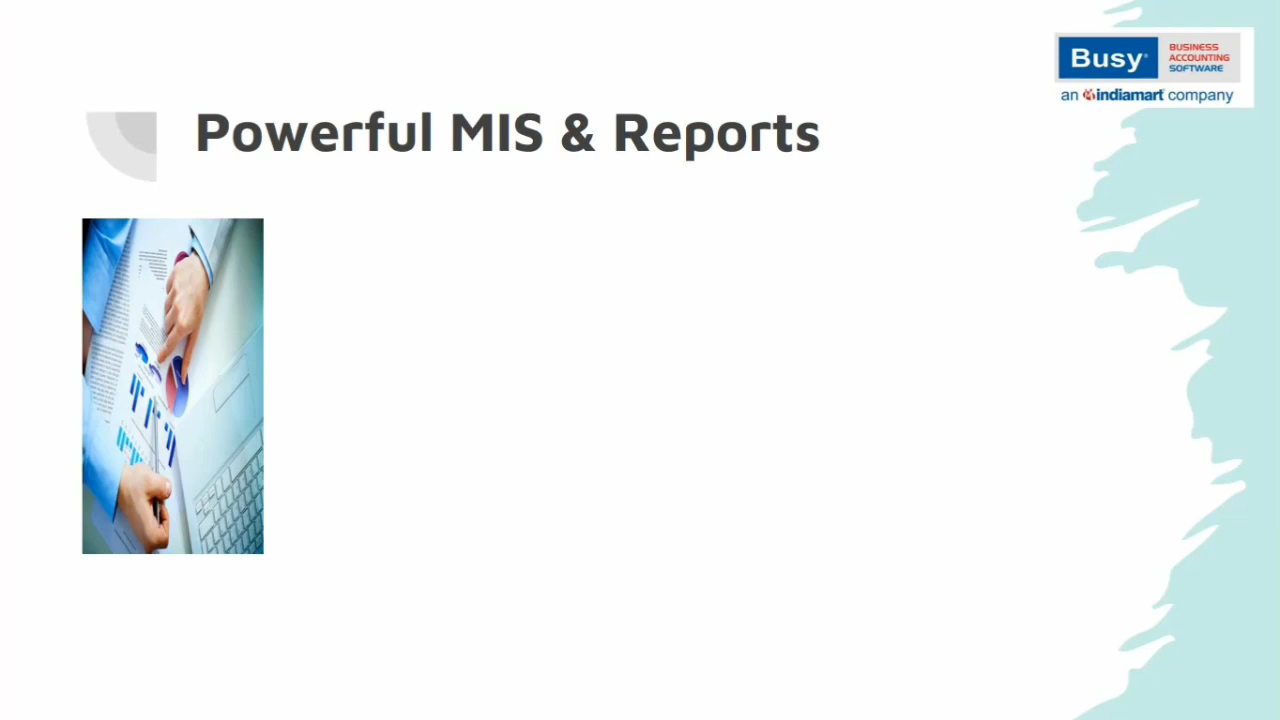 Busy
BUSINESS
ACCOUNTING
SOFTWARE
an indiamart company
Powerful MIS & Reports